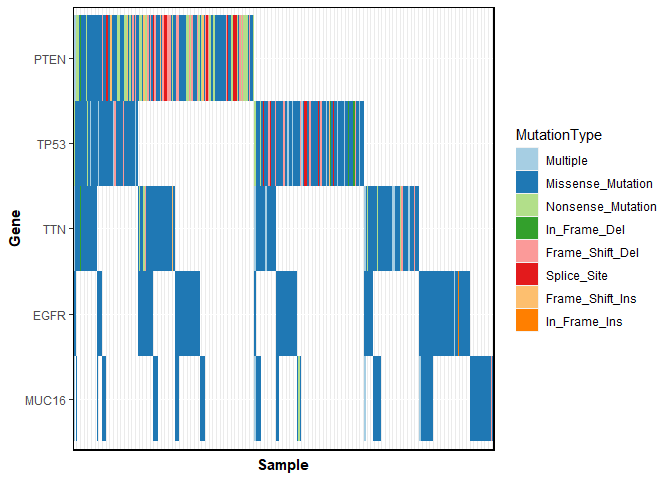 PTEN
TP53
TTN
EGFR
MUC16
Gene
Sample
MutationType
Multiple
Missense_Mutation
Nonsense_Mutation
In_Frame_Del
Frame_Shift_Del
Splice_Site
Frame_Shift_Ins
In_Frame_Ins